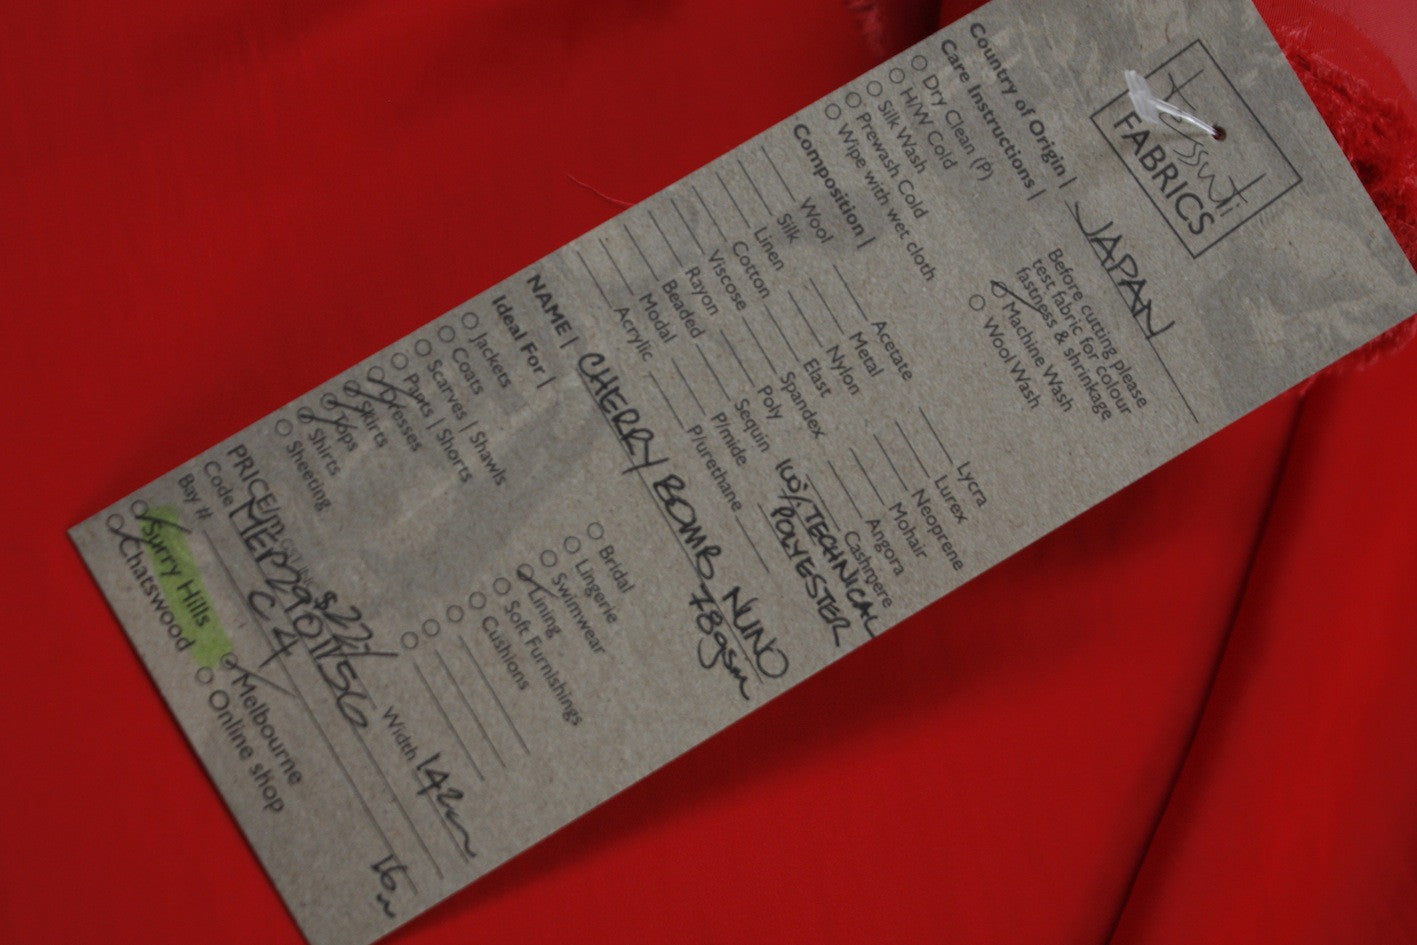 tessuti
FABRICS
Country of Origin | JAPAN
Care Instructions |
Dry Clean (P)
H/W Cold
Silk Wash
Prewash Cold
Wipe with wet cloth
Before cutting please
test fabric for colour
fastness & shrinkage
Machine Wash
Wool Wash
Composition |
Wool Acetate Lycra
Silk Metal Lurex
Linen Nylon Neoprene
Cotton Elast Mohair
Viscose Spandex Angora
Rayon Poly Cashmere
Beaded Sequin
Modal P/mide
Acrylic P/urethane
100% TECHNICAL
POLYESTER
NAME | CHERRY BOMB NUNO
78gsm
Ideal For |
Jackets
Coats
Scarves | Shawls
Pants | Shorts
Dresses
Skirts
Tops
Shirts
Sheeting
Bridal
Lingerie
Swimwear
Lining
Soft Furnishings
Cushions
PRICE/m $22/ Width 142cm
Code
Bay # C4 16m
Surry Hills Melbourne
Chatswood Online shop